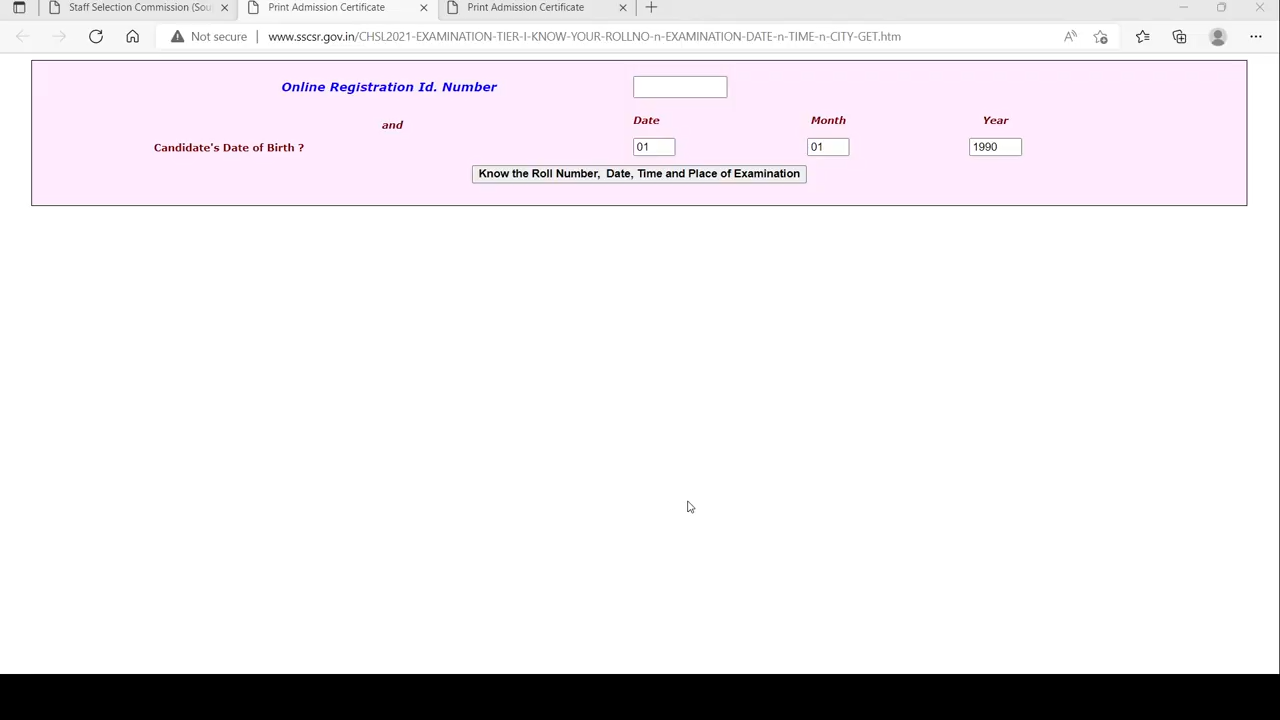 Staff Selection Commission (Sou
Print Admission Certificate
Print Admission Certificate
Not secure
www.sscsr.gov.in/CHSL2021-EXAMINATION-TIER-I-KNOW-YOUR-ROLLNO-n-EXAMINATION-DATE-n-TIME-n-CITY-GET.htm
Online Registration Id. Number
and
Date Month Year
Candidate's Date of Birth ? 01 01 1990
Know the Roll Number, Date, Time and Place of Examination